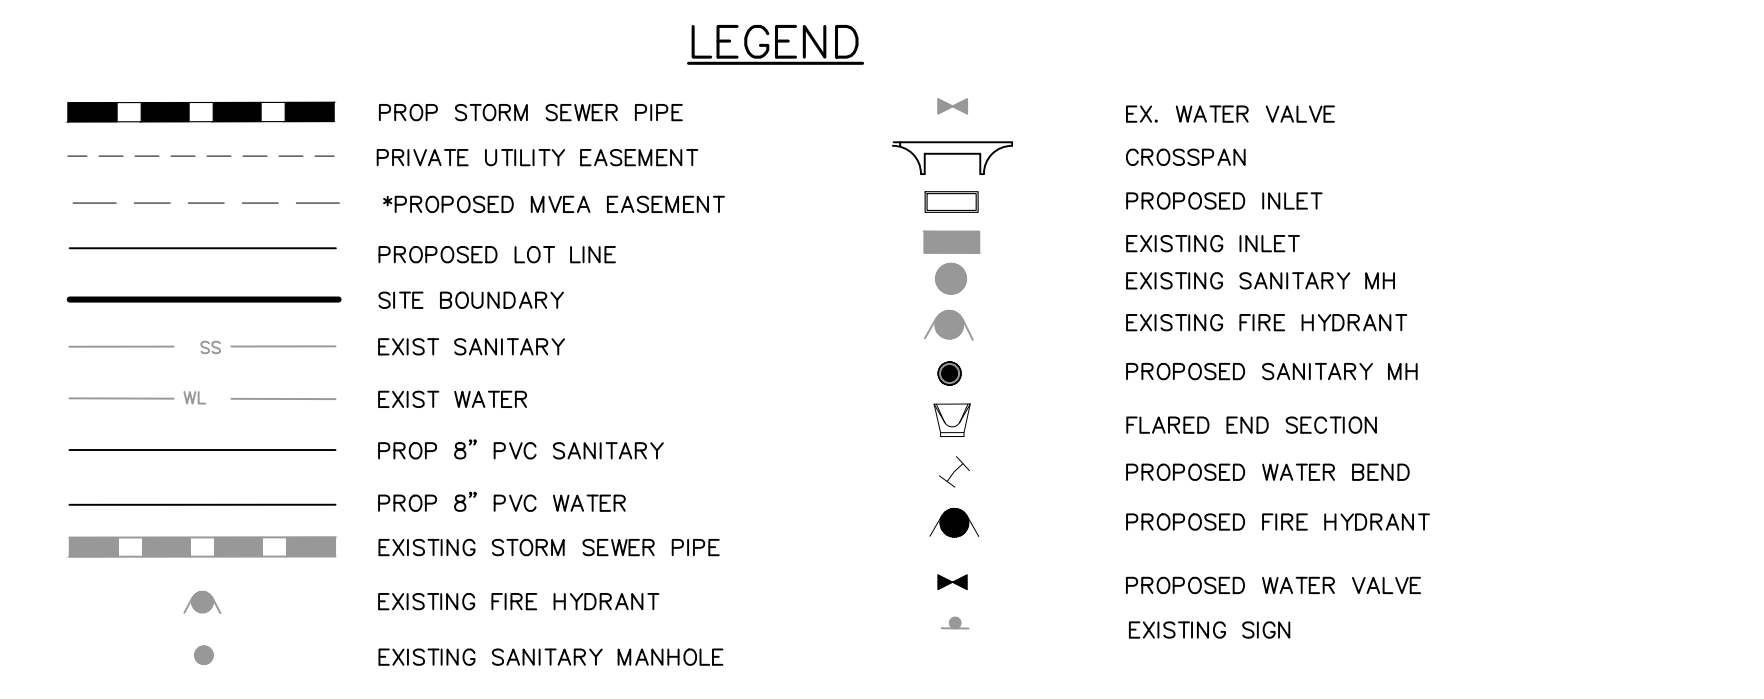 LEGEND
PROP STORM SEWER PIPE
PRIVATE UTILITY EASEMENT
*PROPOSED MVEA EASEMENT
PROPOSED LOT LINE
SITE BOUNDARY
SS
EXIST SANITARY
WL
EXIST WATER
PROP 8" PVC SANITARY
PROP 8" PVC WATER
EXISTING STORM SEWER PIPE
EXISTING FIRE HYDRANT
EXISTING SANITARY MANHOLE
EX. WATER VALVE
CROSSPAN
PROPOSED INLET
EXISTING INLET
EXISTING SANITARY MH
EXISTING FIRE HYDRANT
PROPOSED SANITARY MH
FLARED END SECTION
PROPOSED WATER BEND
PROPOSED FIRE HYDRANT
PROPOSED WATER VALVE
EXISTING SIGN